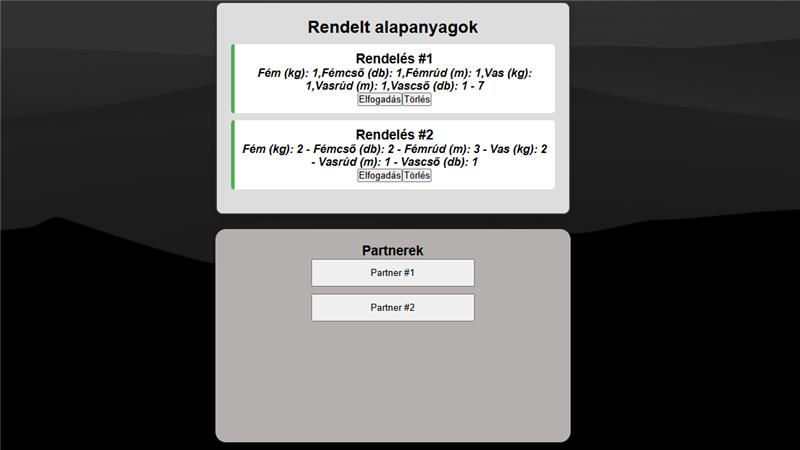 Rendelt alapanyagok
Rendelés #1
Fém (kg): 1,Fémcső (db): 1,Fémrúd (m): 1,Vas (kg):
1,Vasrúd (m): 1,Vascső (db): 1 - 7
Elfogadás Törlés
Rendelés #2
Fém (kg): 2 - Fémcső (db): 2 - Fémrúd (m): 3 - Vas (kg): 2
- Vasrúd (m): 1 - Vascső (db): 1
Elfogadás Törlés
Partnerek
Partner #1
Partner #2